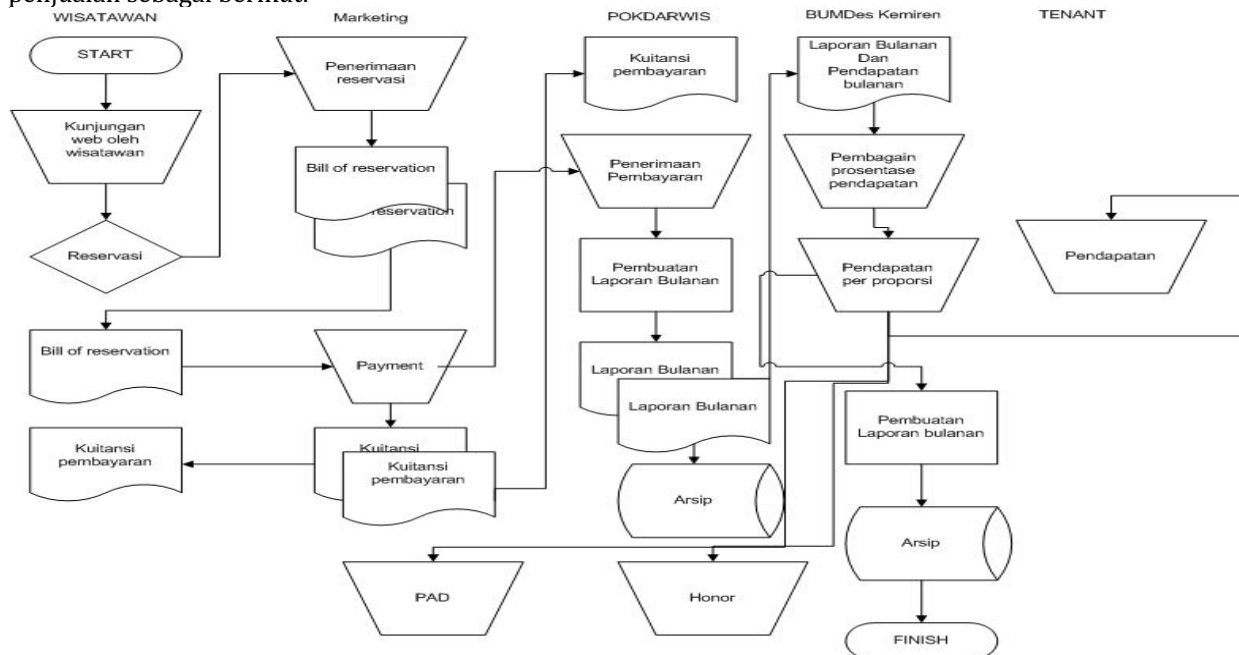 penjualan sebagai berikut:
WISATAWAN
Marketing
POKDARWIS
BUMDes Kemiren
TENANT
START
Penerimaan
reservasi
Kuitansi
pembayaran
Laporan Bulanan
Dan
Pendapatan
bulanan
Kunjungan
web oleh
wisatawan
Bill of reservation
reservation
Penerimaan
Pembayaran
Pembagain
prosentase
pendapatan
Reservasi
Pembuatan
Laporan Bulanan
Pendapatan
per proporsi
Pendapatan
Bill of reservation
Payment
Laporan Bulanan
Laporan Bulanan
Pembuatan
Laporan bulanan
Kuitansi
pembayaran
Kuitansi
Kuitansi
pembayaran
Arsip
Arsip
PAD
Honor
FINISH